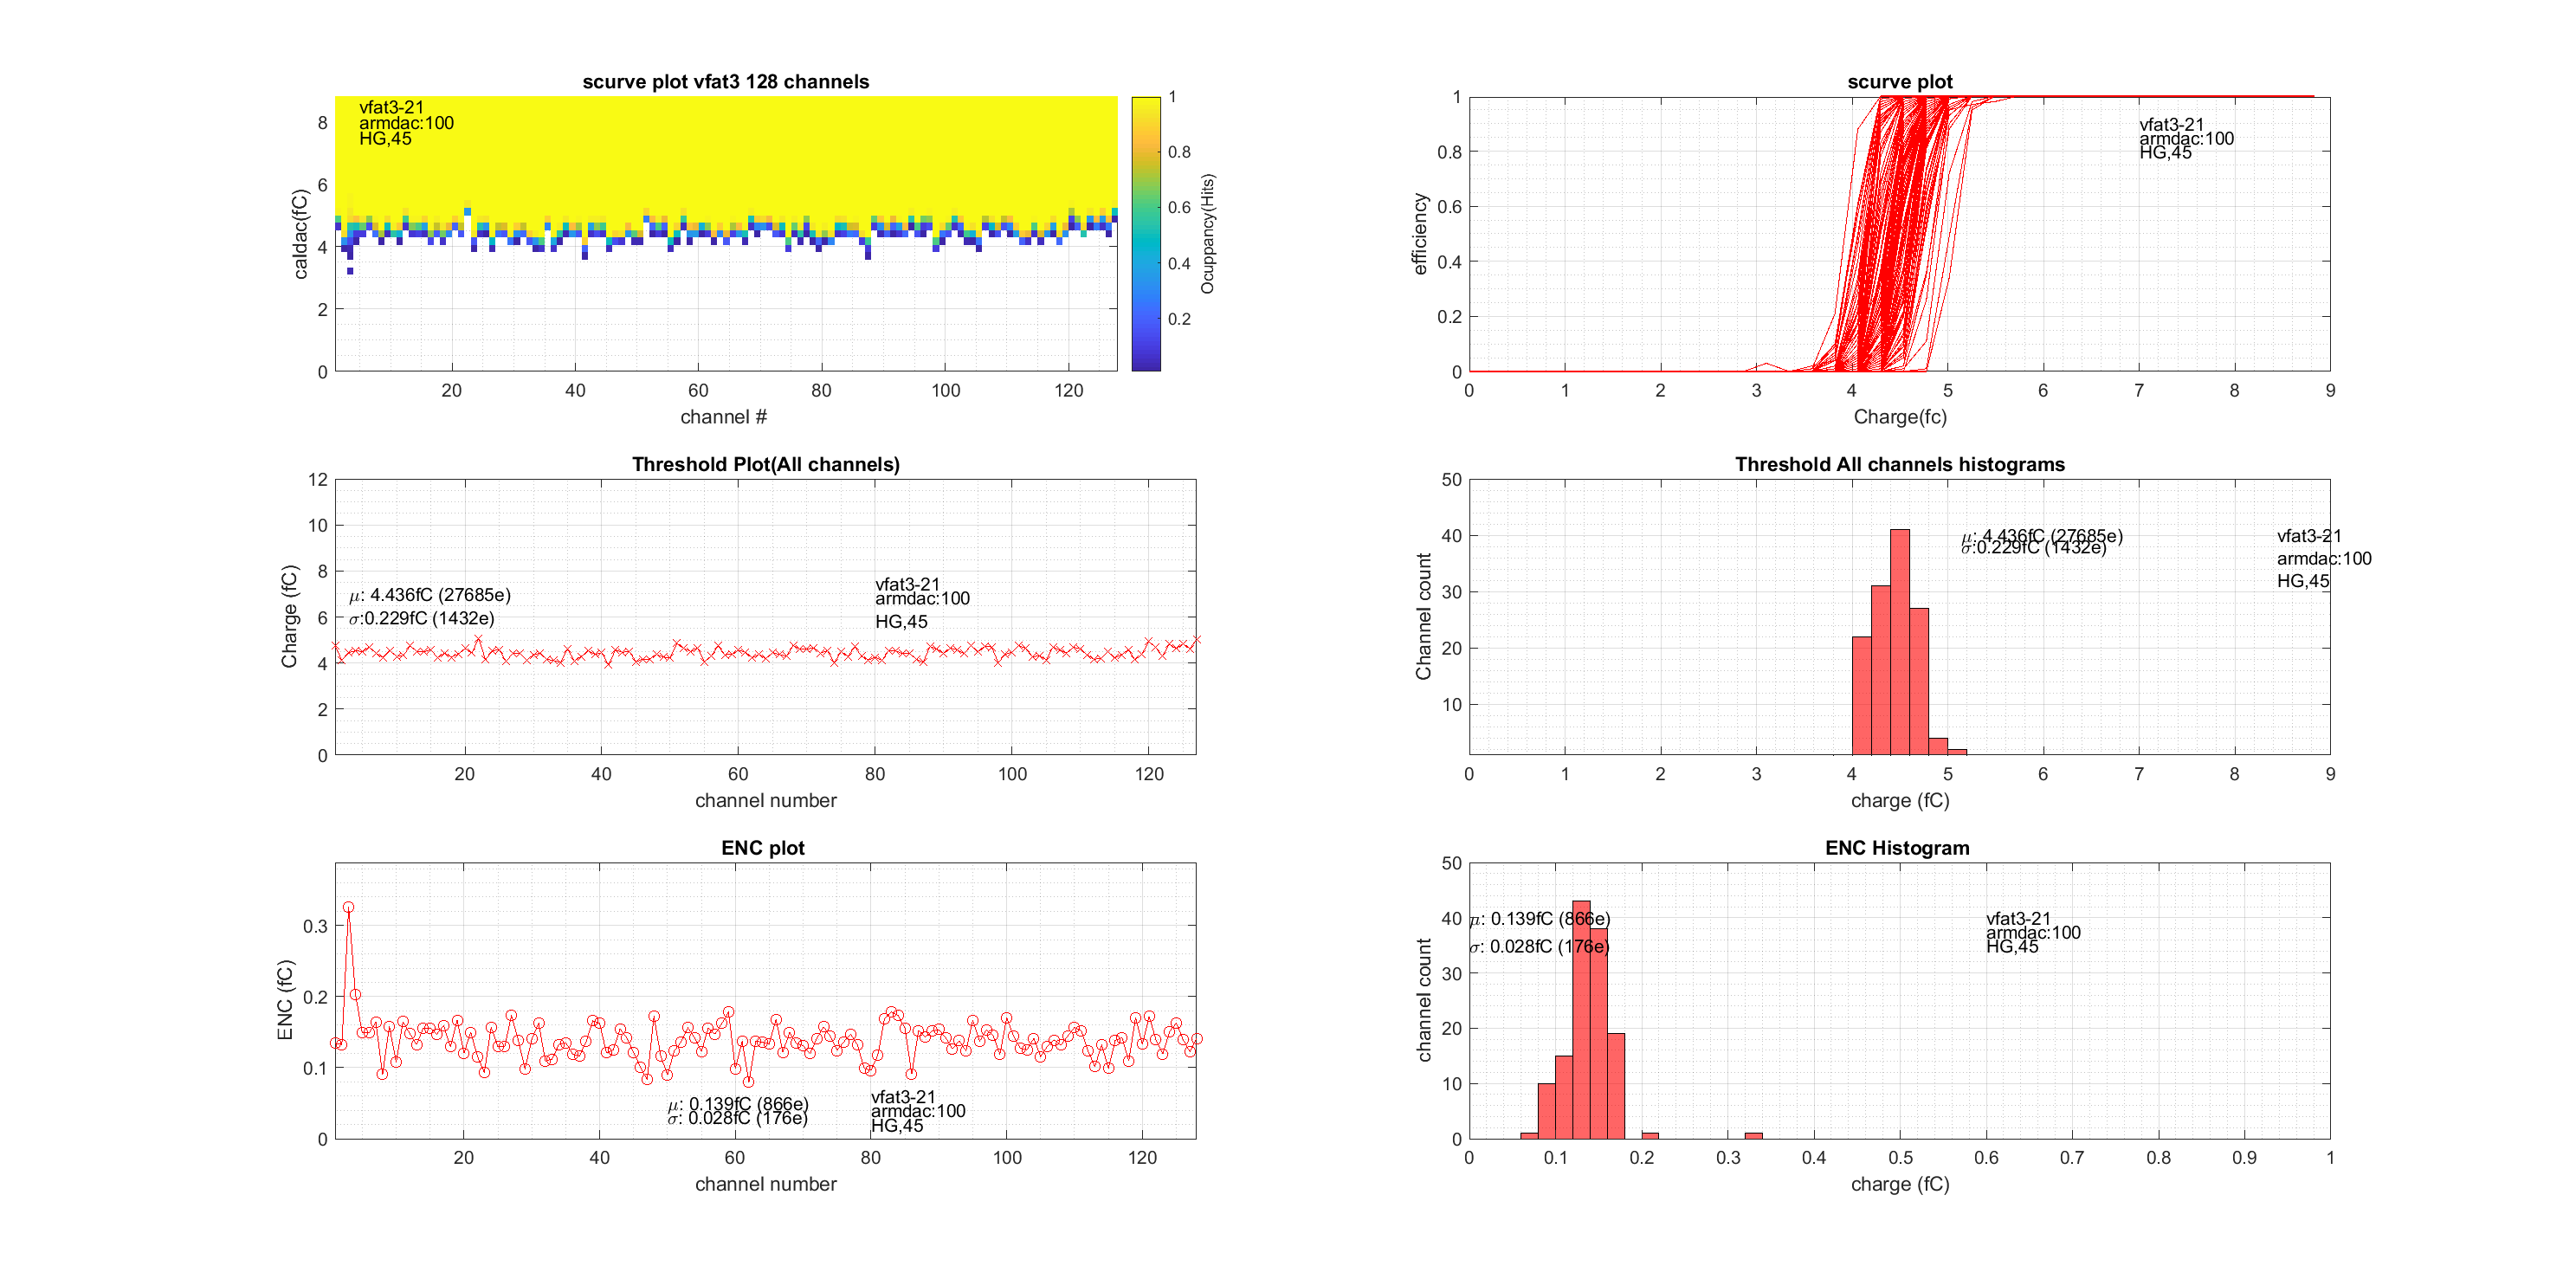 scurve plot vfat3 128 channels
vfat3-21
armdac:100
HG,45
8
6
4
2
0
20
40
60
80
100
120
caldac(fC)
channel #
1
0.8
0.6
0.4
0.2
Ocuppancy(Hits)
scurve plot
vfat3-21
armdac:100
HG,45
1
0.8
0.6
0.4
0.2
0
0
1
2
3
4
5
6
7
8
9
efficiency
Charge(fc)
Threshold Plot(All channels)
12
10
8
6
4
2
0
μ: 4.436fC (27685e)
σ:0.229fC (1432e)
vfat3-21
armdac:100
HG,45
20
40
60
80
100
120
Charge (fC)
channel number
Threshold All channels histograms
50
40
30
20
10
μ: 4.436fC (27685e)
σ:0.229fC (1432e)
vfat3-21
armdac:100
HG,45
0
1
2
3
4
5
6
7
8
9
Channel count
charge (fC)
ENC plot
0.3
0.2
0.1
0
μ: 0.139fC (866e)
σ: 0.028fC (176e)
vfat3-21
armdac:100
HG,45
20
40
60
80
100
120
ENC (fC)
channel number
ENC Histogram
50
40
30
20
10
0
μ: 0.139fC (866e)
σ: 0.028fC (176e)
vfat3-21
armdac:100
HG,45
0
0.1
0.2
0.3
0.4
0.5
0.6
0.7
0.8
0.9
1
channel count
charge (fC)